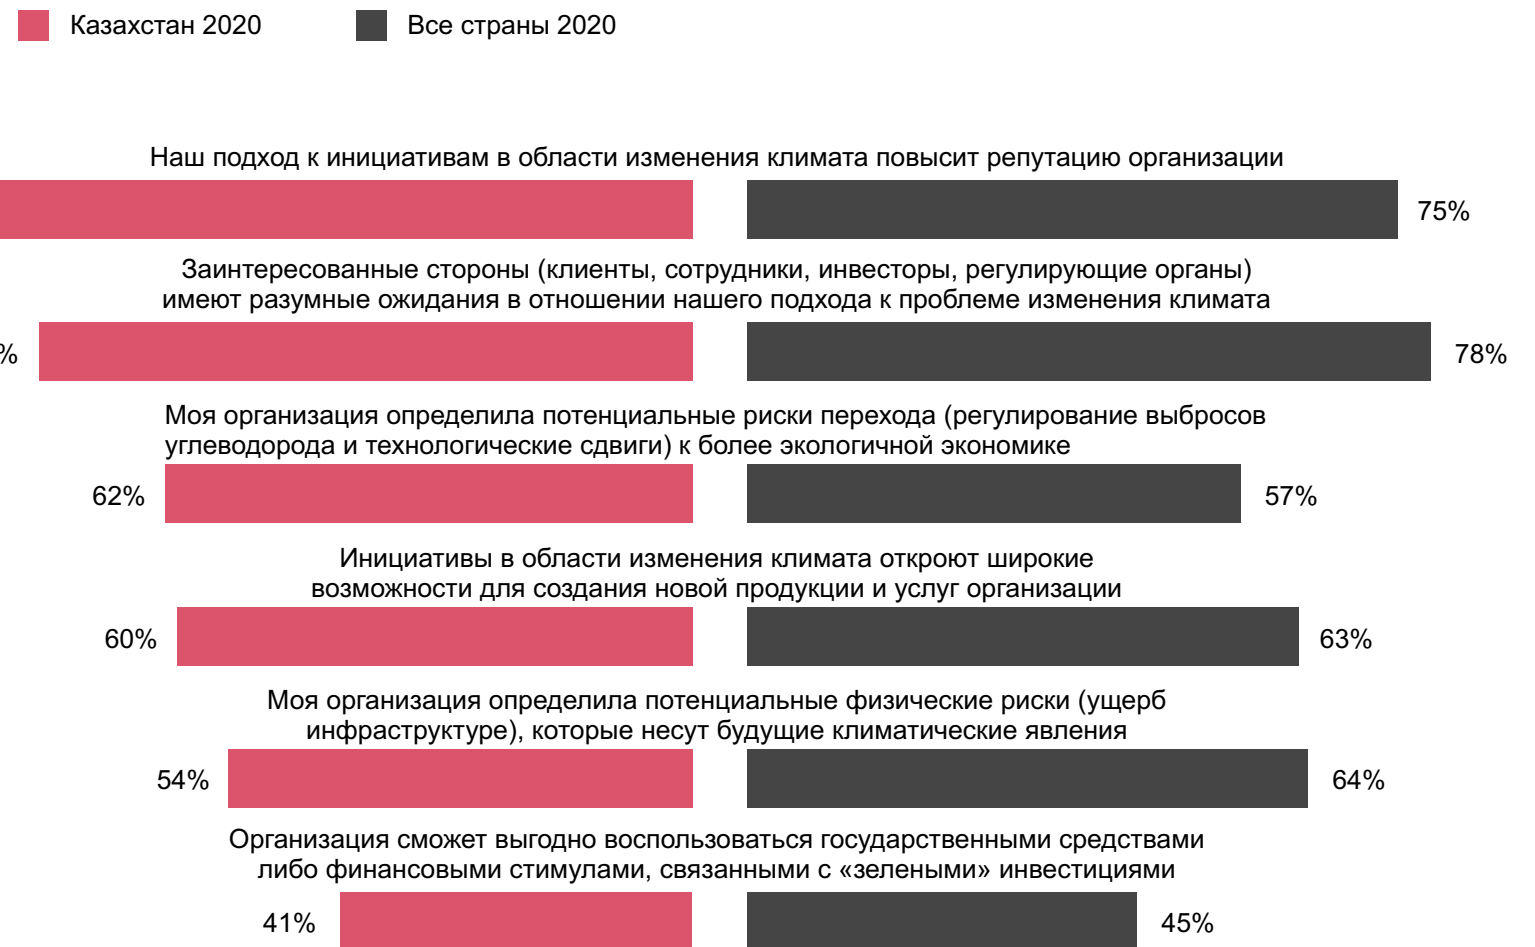 Казахстан 2020 Все страны 2020
Наш подход к инициативам в области изменения климата повысит репутацию организации
75%
Заинтересованные стороны (клиенты, сотрудники, инвесторы, регулирующие органы)
имеют разумные ожидания в отношении нашего подхода к проблеме изменения климата
% 78%
Моя организация определила потенциальные риски перехода (регулирование выбросов
углеводорода и технологические сдвиги) к более экологичной экономике
62% 57%
Инициативы в области изменения климата откроют широкие
возможности для создания новой продукции и услуг организации
60% 63%
Моя организация определила потенциальные физические риски (ущерб
инфраструктуре), которые несут будущие климатические явления
54% 64%
Организация сможет выгодно воспользоваться государственными средствами
либо финансовыми стимулами, связанными с «зелеными» инвестициями
41% 45%